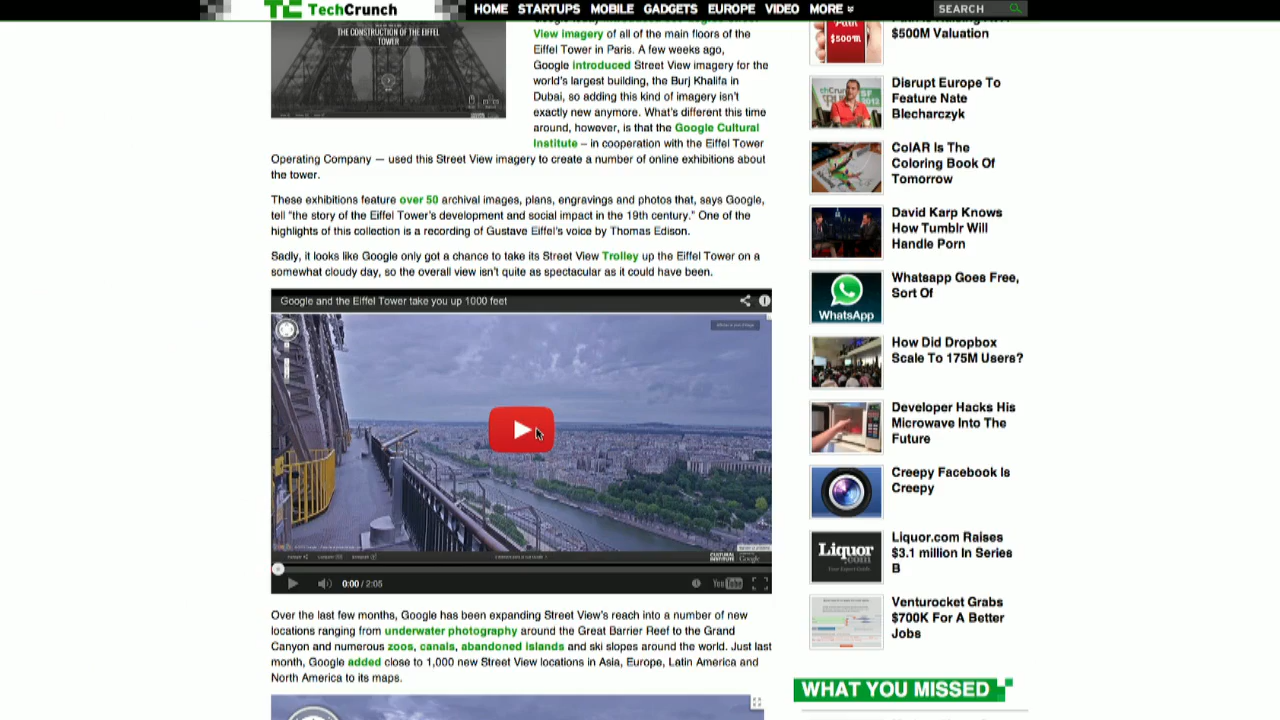 TechCrunch
HOME STARTUPS MOBILE GADGETS EUROPE VIDEO MORE
SEARCH
THE CONSTRUCTION OF THE EIFFEL
TOWER
View imagery of all of the main floors of the
Eiffel Tower in Paris. A few weeks ago,
Google introduced Street View imagery for the
world's largest building, the Burj Khalifa in
Dubai, so adding this kind of imagery isn't
exactly new anymore. What's different this time
around, however, is that the Google Cultural
Institute – in cooperation with the Eiffel Tower
Operating Company — used this Street View imagery to create a number of online exhibitions about
the tower.
These exhibitions feature over 50 archival images, plans, engravings and photos that, says Google,
tell "the story of the Eiffel Tower's development and social impact in the 19th century." One of the
highlights of this collection is a recording of Gustave Eiffel's voice by Thomas Edison.
Sadly, it looks like Google only got a chance to take its Street View Trolley up the Eiffel Tower on a
somewhat cloudy day, so the overall view isn't quite as spectacular as it could have been.
Google and the Eiffel Tower take you up 1000 feet
CULTURAL
INSTITUTE Google
0:00 / 2:05
YouTube
Over the last few months, Google has been expanding Street View's reach into a number of new
locations ranging from underwater photography around the Great Barrier Reef to the Grand
Canyon and numerous zoos, canals, abandoned islands and ski slopes around the world. Just last
month, Google added close to 1,000 new Street View locations in Asia, Europe, Latin America and
North America to its maps.
$500M
$500M Valuation
Disrupt Europe To
Feature Nate
Blecharczyk
ColAR Is The
Coloring Book Of
Tomorrow
David Karp Knows
How Tumblr Will
Handle Porn
WhatsApp
Whatsapp Goes Free,
Sort Of
How Did Dropbox
Scale To 175M Users?
Developer Hacks His
Microwave Into The
Future
Creepy Facebook Is
Creepy
Liquor
.com
Liquor.com Raises
$3.1 million In Series
B
Venturocket Grabs
$700K For A Better
Jobs
WHAT YOU MISSED